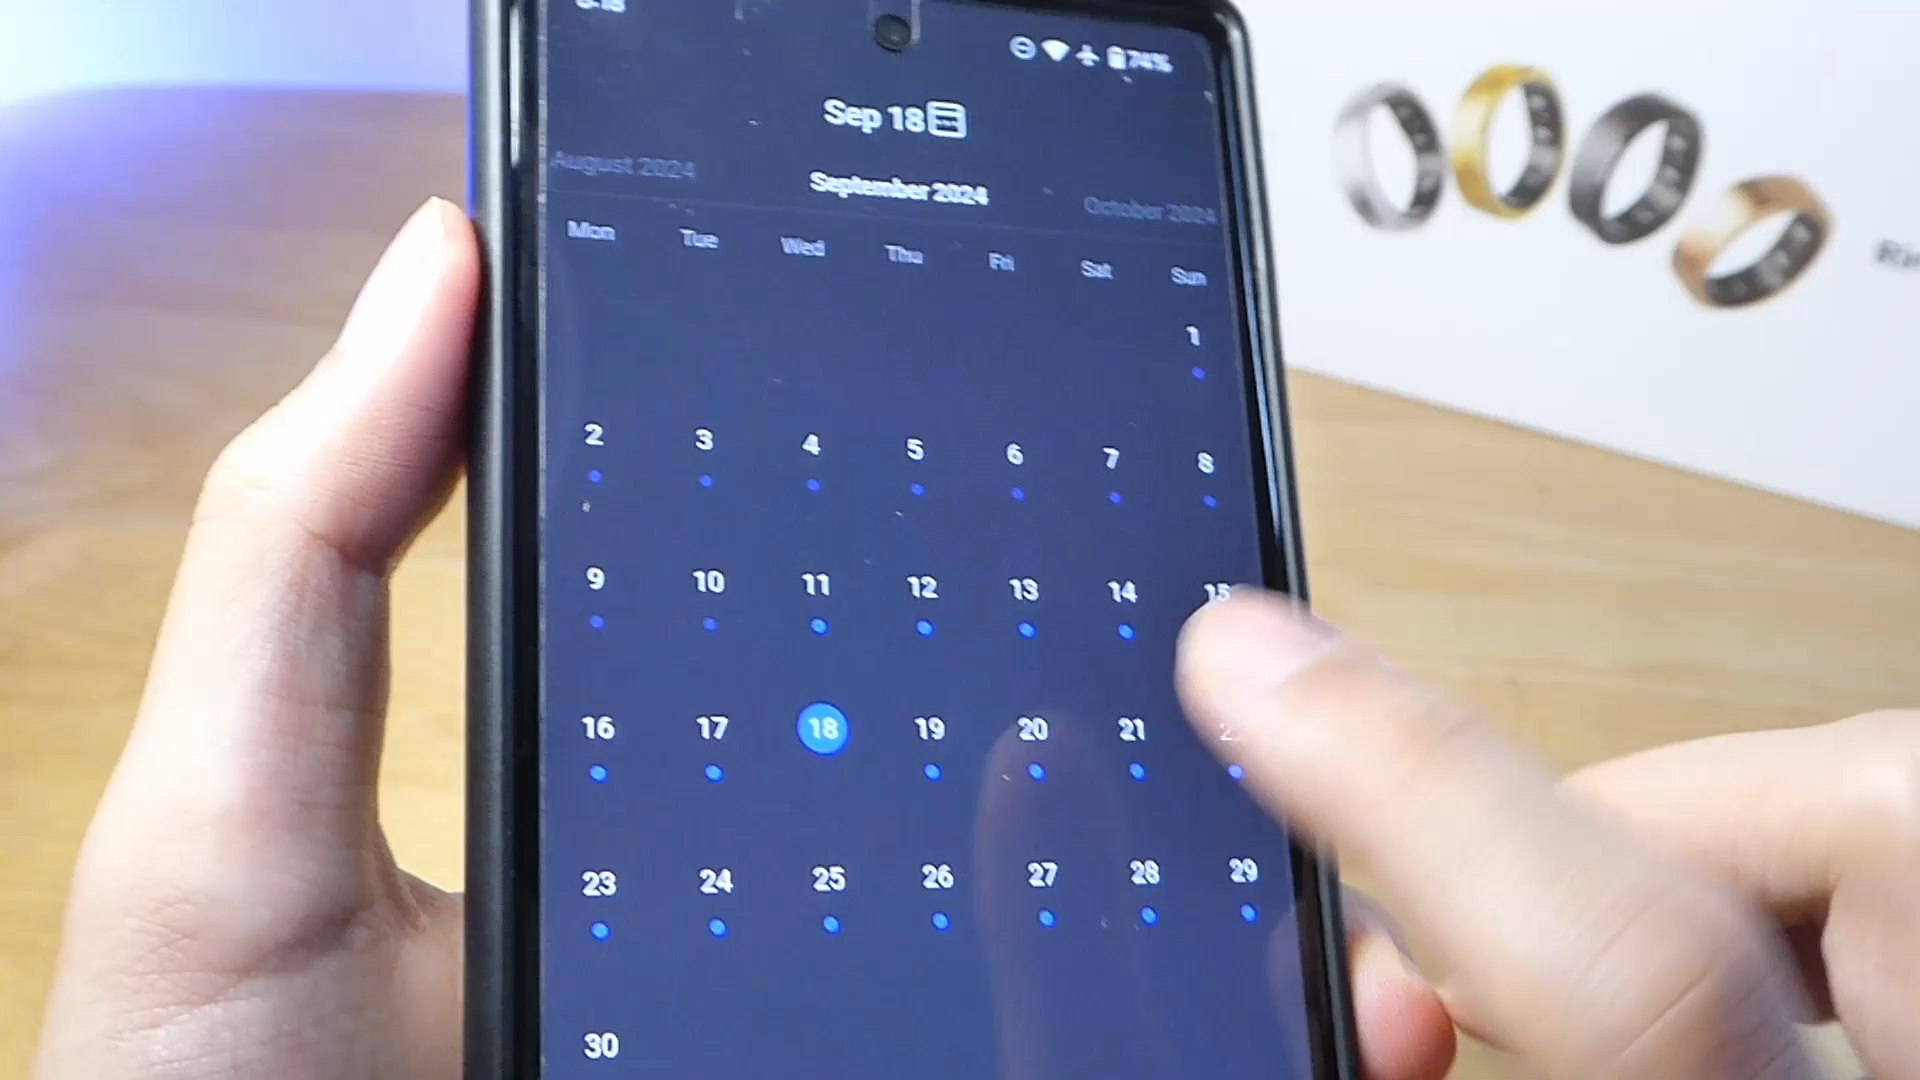 74%
Sep 18
August 2024 September 2024 October 2024
Mon Tue Wed Thu Fri Sat Sun
1
2 3 4 5 6 7 8
9 10 11 12 13 14 15
16 17 18 19 20 21
23 24 25 26 27 28 29
30